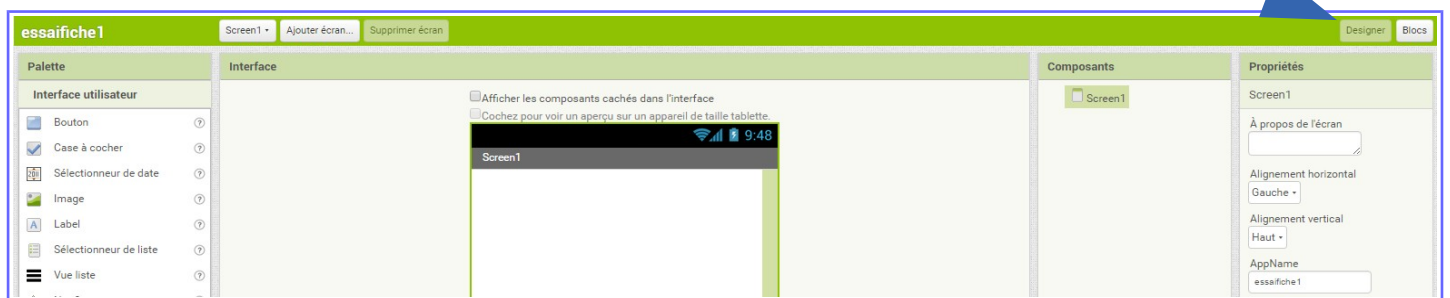 essaifiche1
Screen1
Ajouter écran...
Supprimer écran
Designer
Blocs
Palette
Interface utilisateur
Bouton
Case à cocher
Sélectionneur de date
Image
Label
Sélectionneur de liste
Vue liste
Interface
Afficher les composants cachés dans l'interface
Cochez pour voir un aperçu sur un appareil de taille tablette.
9:48
Screen1
Composants
Screen1
Propriétés
Screen1
À propos de l'écran
Alignement horizontal
Gauche
Alignement vertical
Haut
AppName
essaifiche1